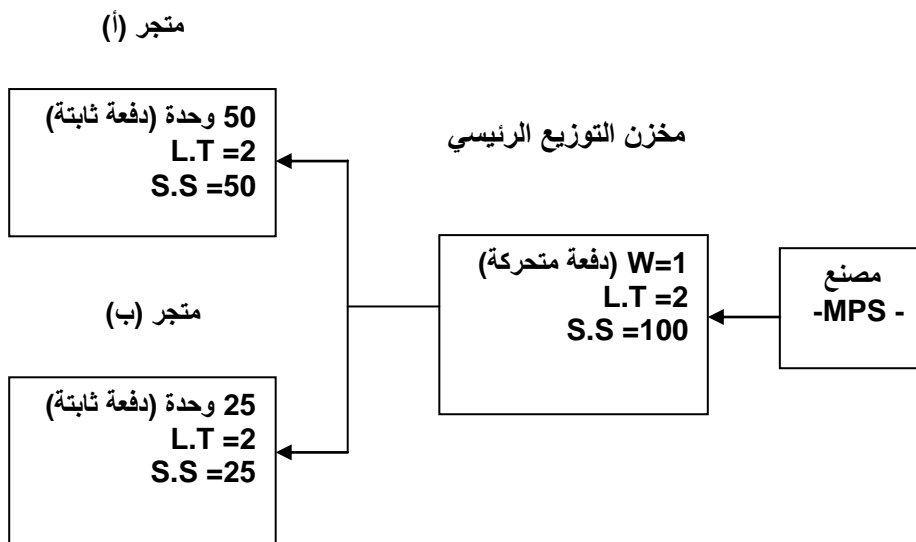 متجر (أ)
50 وحدة (دفعة ثابتة)
L.T =2
S.S =50
مخزن التوزيع الرئيسي
W=1 (دفعة متحركة)
L.T =2
S.S =100
مصنع
-MPS -
متجر (ب)
25 وحدة (دفعة ثابتة)
L.T =2
S.S =25